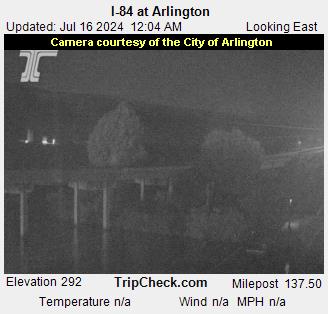 I-84 at Arlington
Updated: Jul 16 2024 12:04 AM Looking East
Camera courtesy of the City of Arlington
Elevation 292 TripCheck.com Milepost 137.50
Temperature n/a Wind n/a MPH n/a